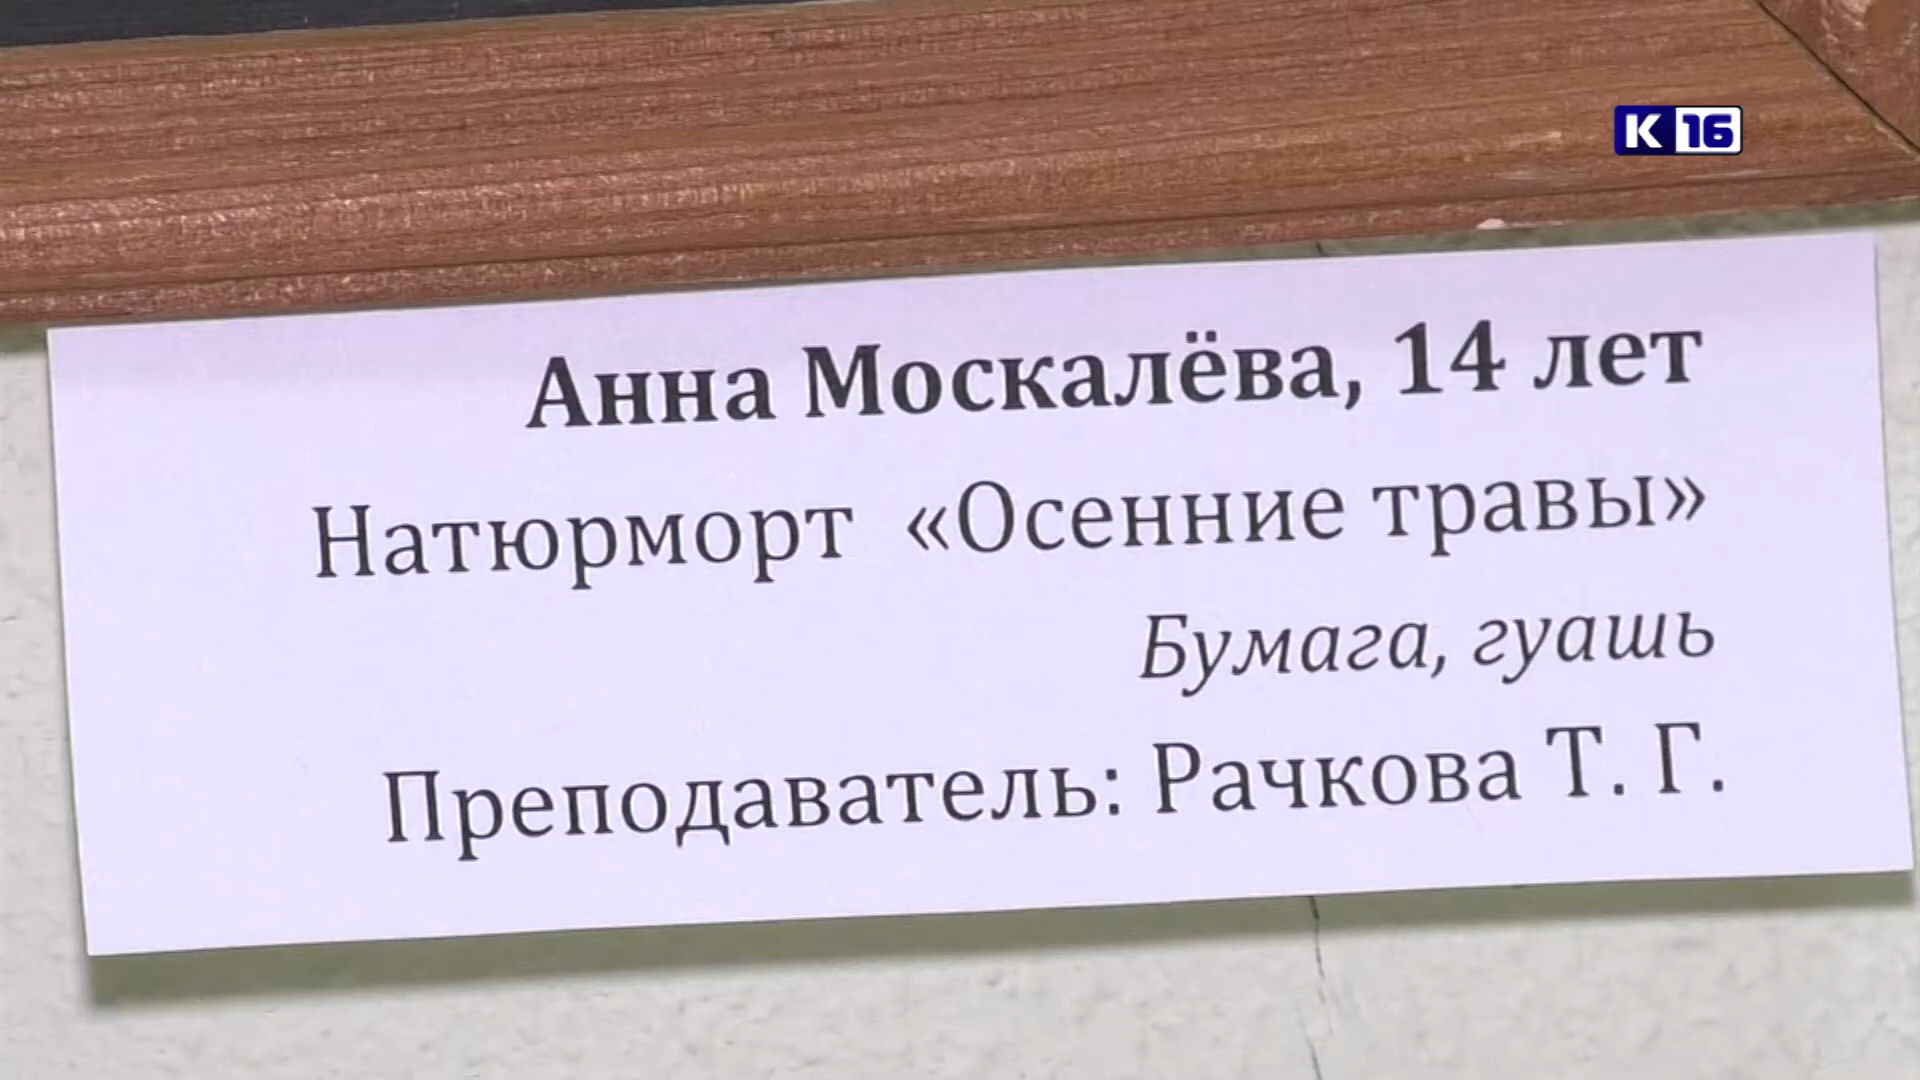 К 16
Анна Москалёва, 14 лет
Натюрморт «Осенние травы»
Бумага, гуашь
Преподаватель: Рачкова Т. Г.